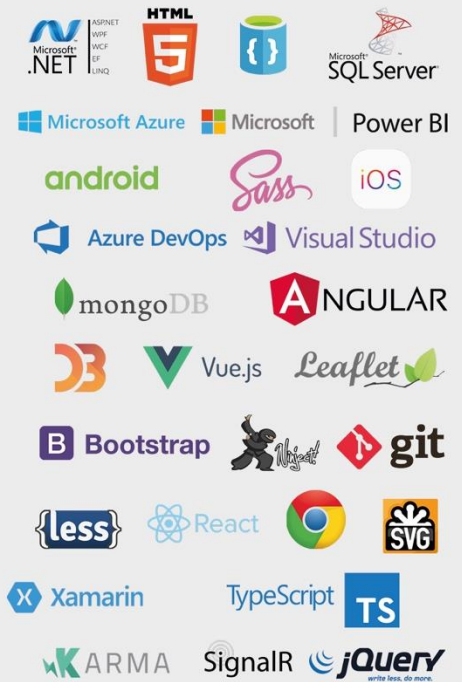 Microsoft®
.NET
ASP.NET
WPF
WCF
EF
LINQ
HTML
5
{}
Microsoft®
SQL Server®
Microsoft Azure
Microsoft | Power BI
android
Sass
iOS
Azure DevOps
Visual Studio
mongoDB
ANGULAR
D3
Vue.js
Leaflet
B Bootstrap
Ninject!
git
{less}
React
SVG
X Xamarin
TypeScript TS
KARMA
SignalR
jQuery
write less, do more.